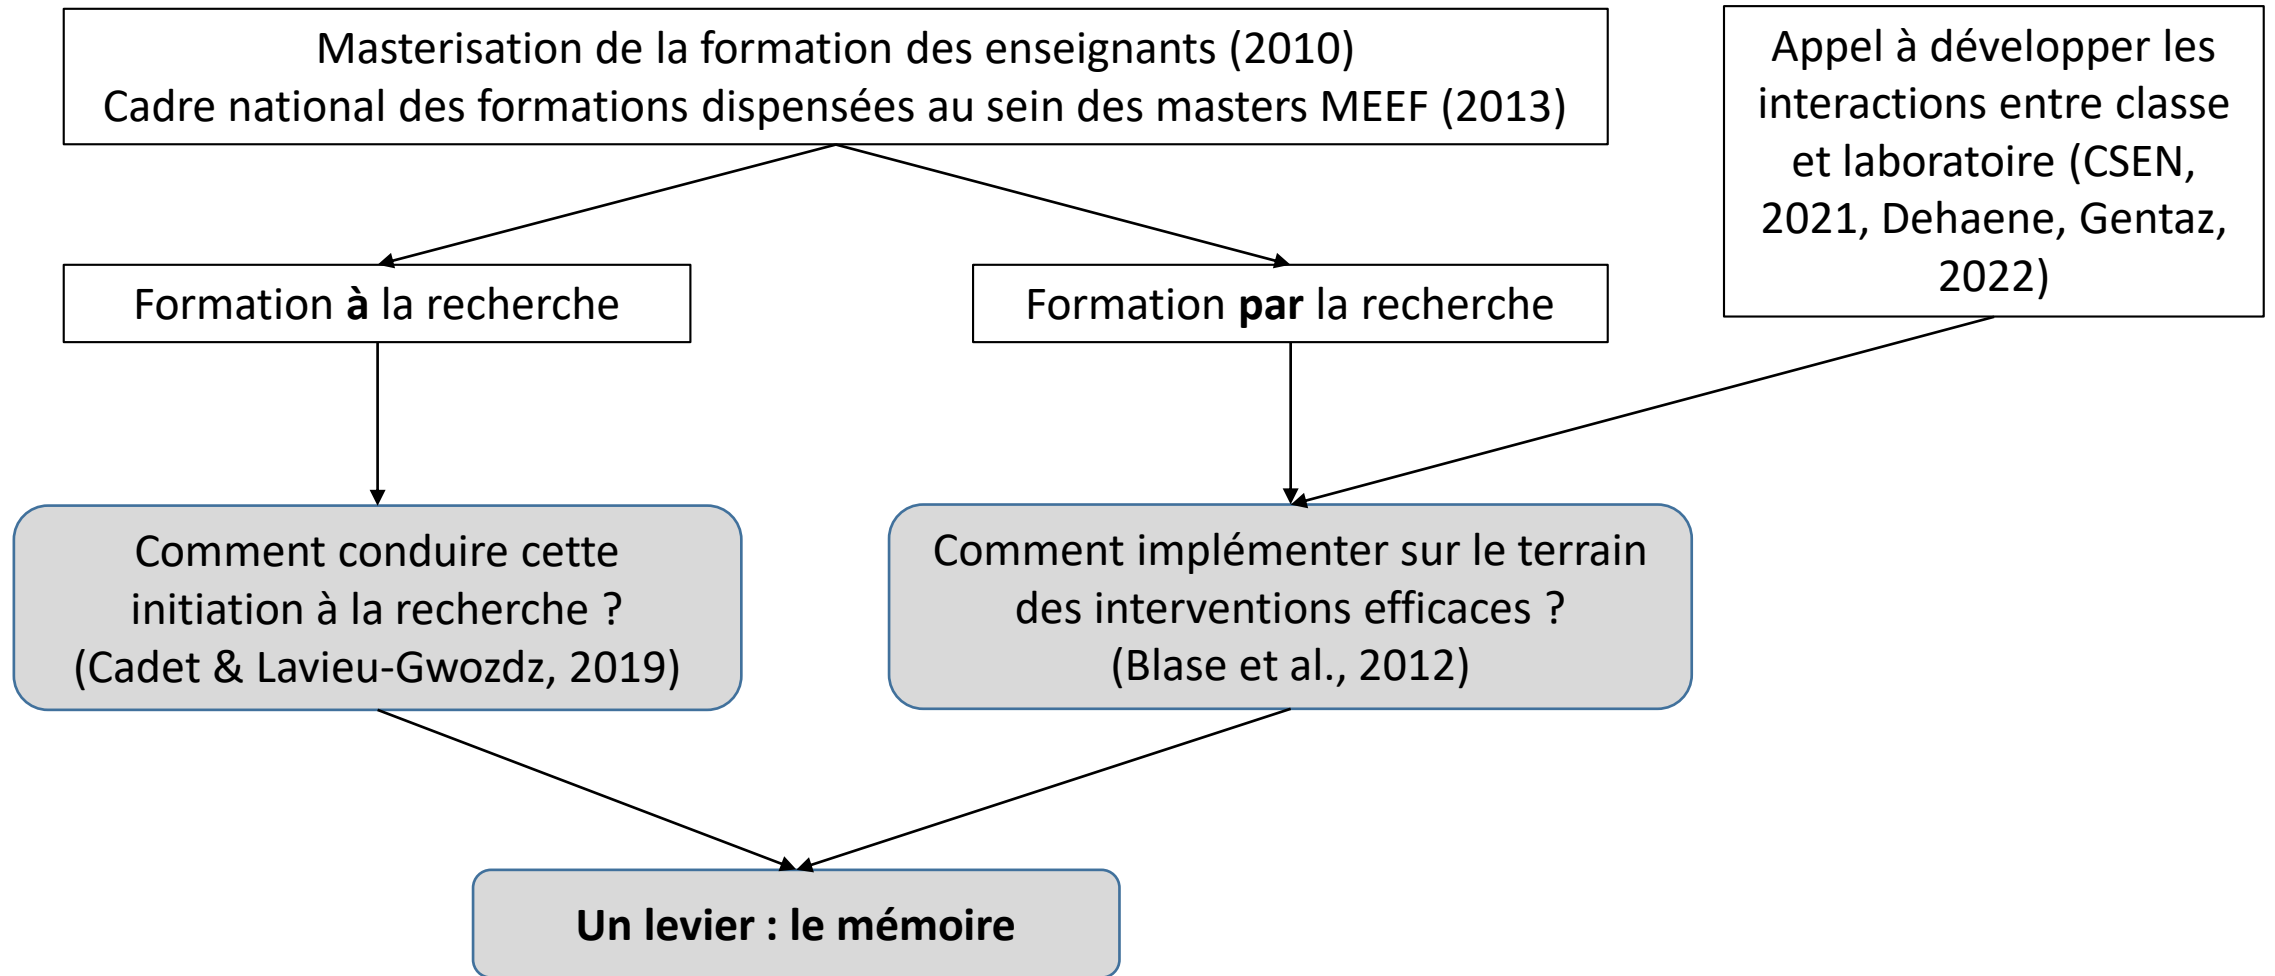 Masterisation de la formation des enseignants (2010)
Cadre national des formations dispensées au sein des masters MEEF (2013)
Appel à développer les
interactions entre classe
et laboratoire (CSEN,
2021, Dehaene, Gentaz,
2022)
Formation à la recherche
Formation par la recherche
Comment conduire cette
initiation à la recherche ?
(Cadet & Lavieu-Gwozdz, 2019)
Comment implémenter sur le terrain
des interventions efficaces ?
(Blase et al., 2012)
Un levier : le mémoire